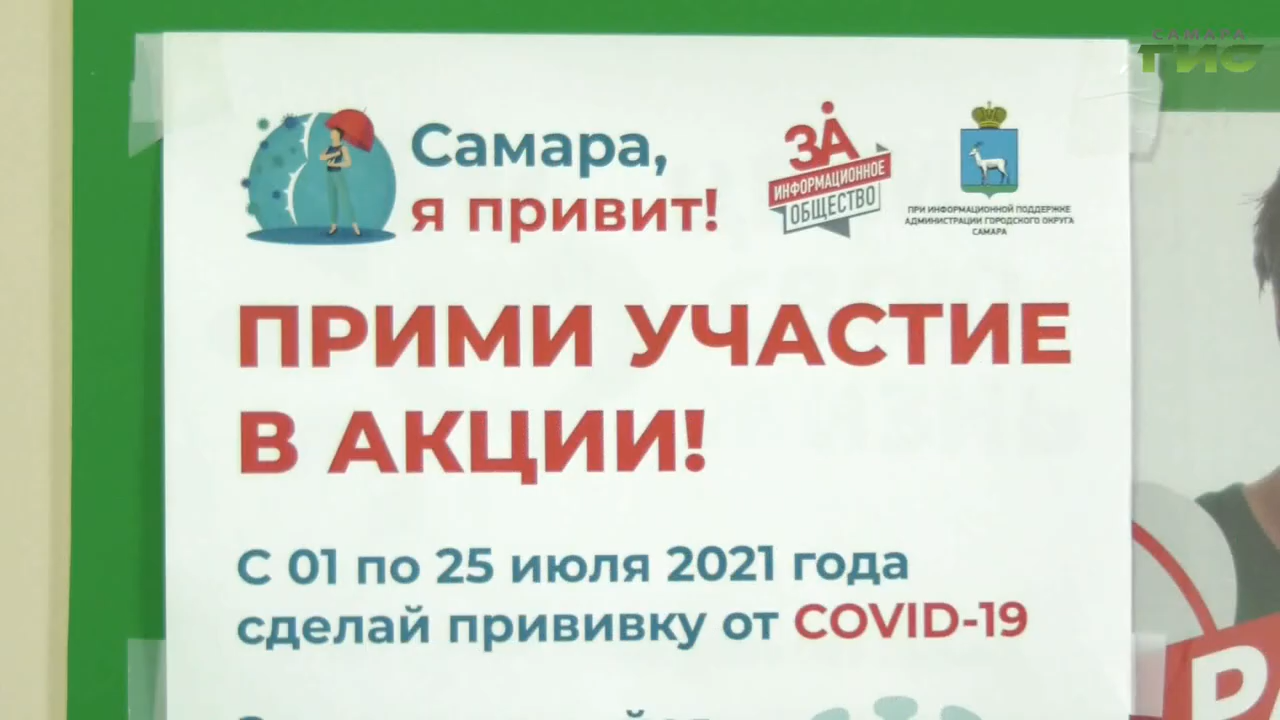 САМАРА
ГИС
Самара,
я привит!
ЗА
ИНФОРМАЦИОННОЕ
ОБЩЕСТВО
ПРИ ИНФОРМАЦИОННОЙ ПОДДЕРЖКЕ
АДМИНИСТРАЦИИ ГОРОДСКОГО ОКРУГА
САМАРА
ПРИМИ УЧАСТИЕ
В АКЦИИ!
С 01 по 25 июля 2021 года
сделай прививку от COVID-19